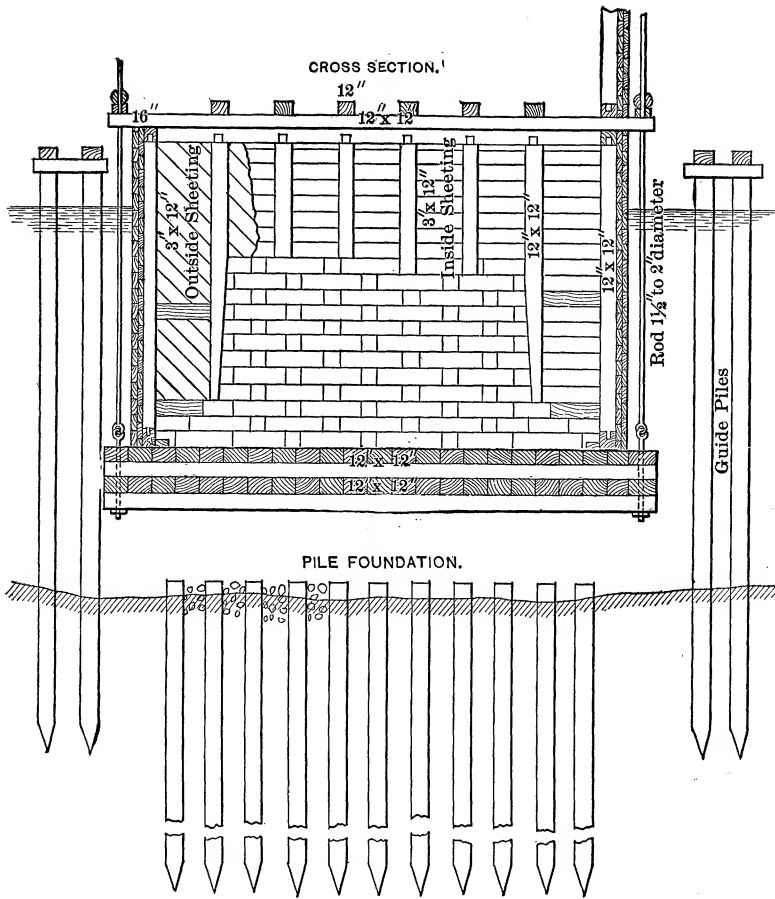 CROSS SECTION.
12"
16"
12" x 12"
3" x 12"
Outside Sheeting
3" x 12"
Inside Sheeting
12" x 12"
12" x 12"
Rod 1½" to 2" diameter
Guide Piles
12 x 12"
12" x 12"
PILE FOUNDATION.